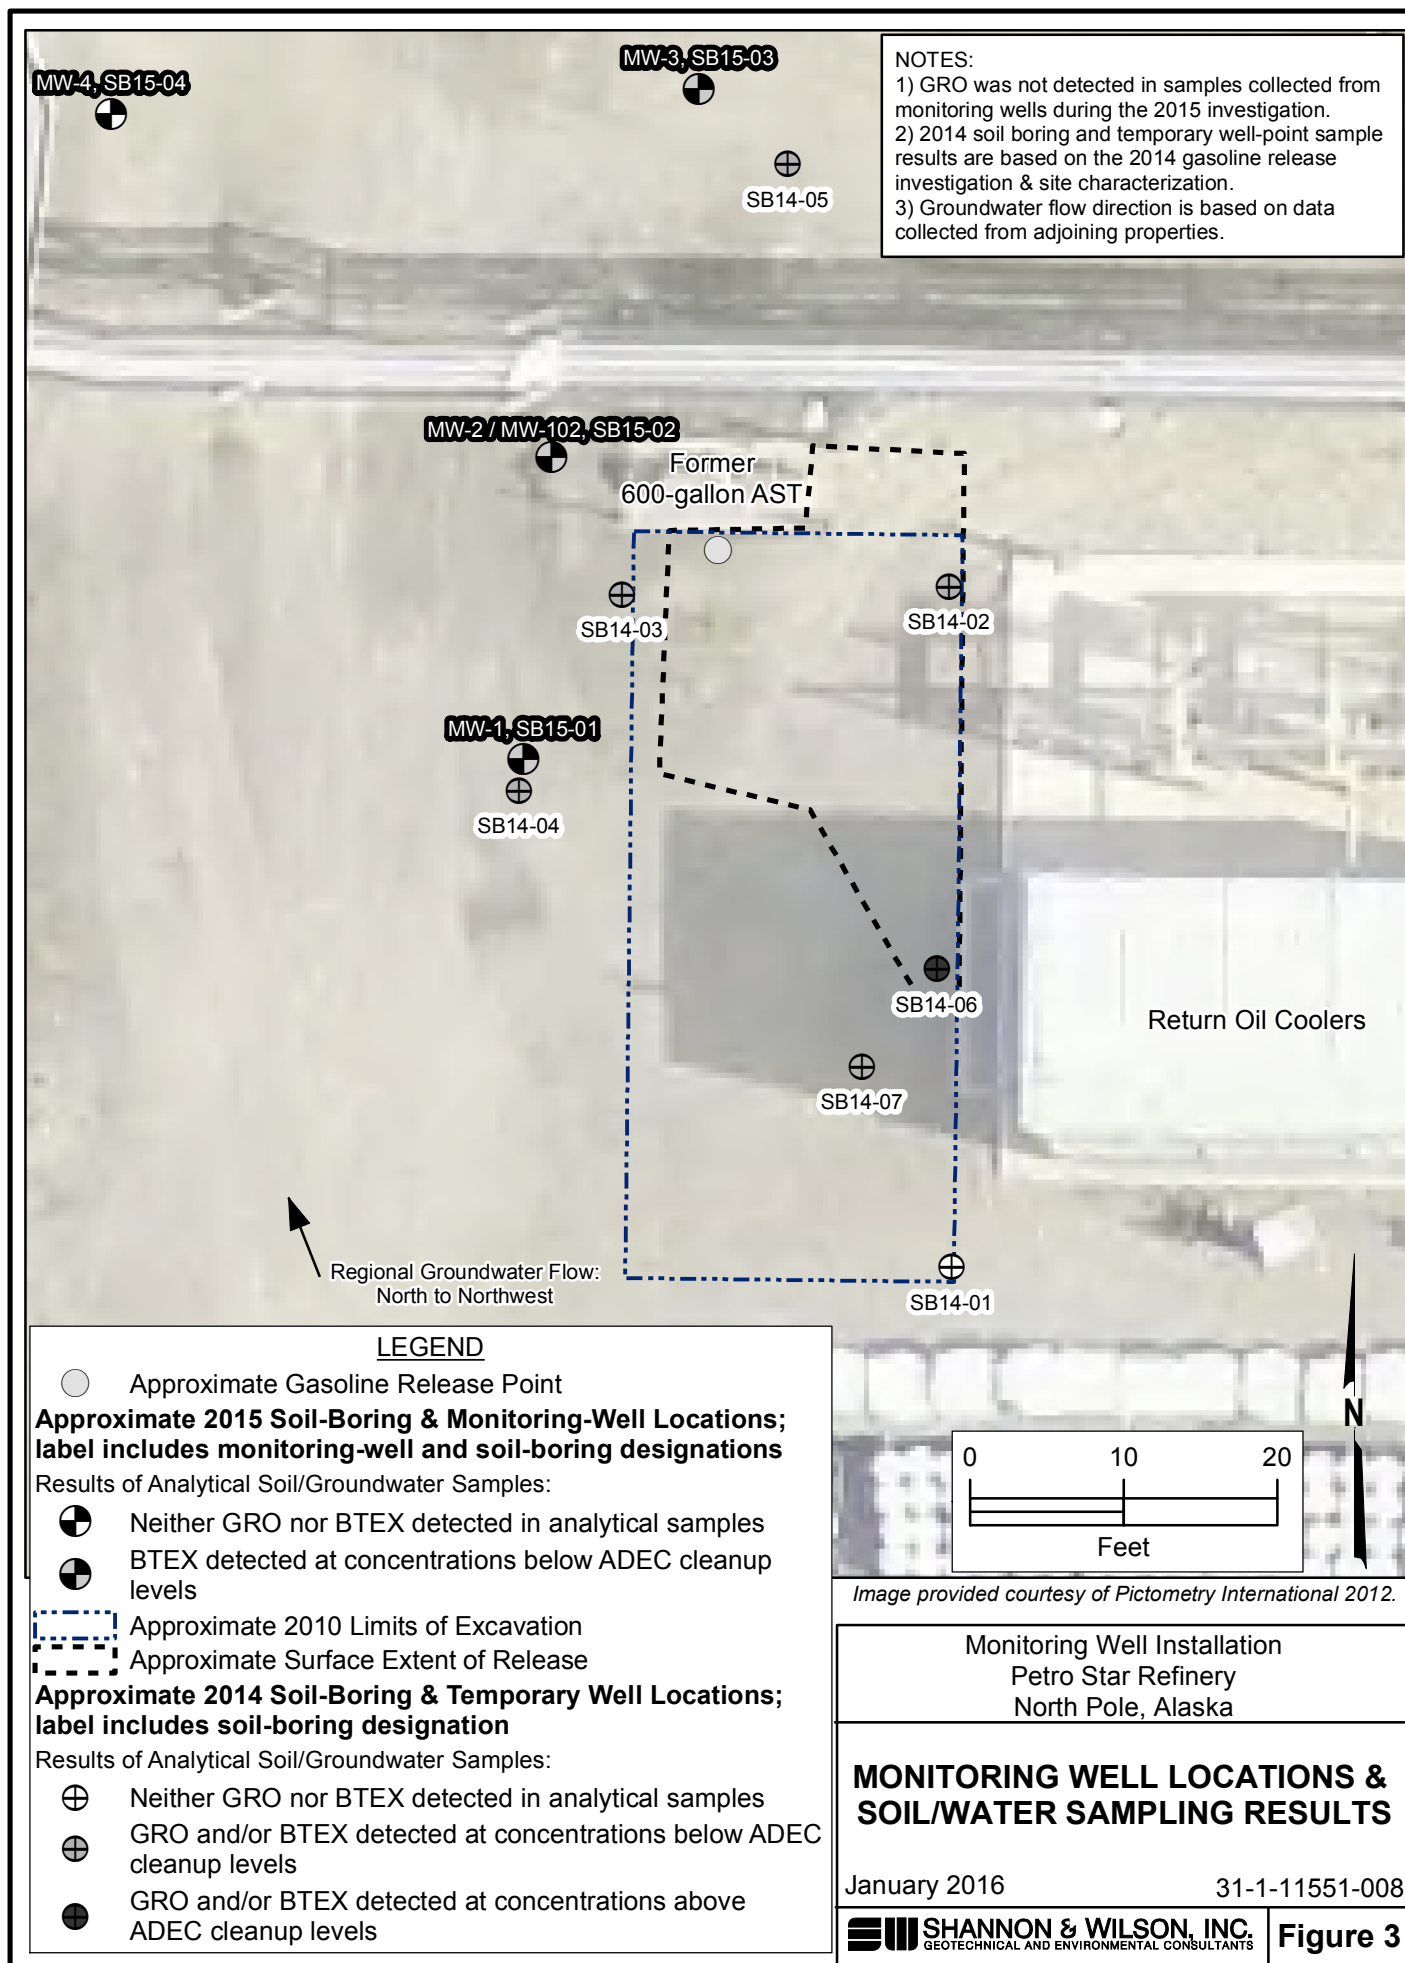 MW-4, SB15-04
MW-3, SB15-03
SB14-05
NOTES:
1) GRO was not detected in samples collected from
monitoring wells during the 2015 investigation.
2) 2014 soil boring and temporary well-point sample
results are based on the 2014 gasoline release
investigation & site characterization.
3) Groundwater flow direction is based on data
collected from adjoining properties.
MW-2 / MW-102, SB15-02
Former
600-gallon AST
SB14-03
SB14-02
MW-1, SB15-01
SB14-04
SB14-06
Return Oil Coolers
SB14-07
Regional Groundwater Flow:
North to Northwest
SB14-01
LEGEND
Approximate Gasoline Release Point
Approximate 2015 Soil-Boring & Monitoring-Well Locations;
label includes monitoring-well and soil-boring designations
Results of Analytical Soil/Groundwater Samples:
Neither GRO nor BTEX detected in analytical samples
BTEX detected at concentrations below ADEC cleanup
levels
Approximate 2010 Limits of Excavation
Approximate Surface Extent of Release
Approximate 2014 Soil-Boring & Temporary Well Locations;
label includes soil-boring designation
Results of Analytical Soil/Groundwater Samples:
Neither GRO nor BTEX detected in analytical samples
GRO and/or BTEX detected at concentrations below ADEC
cleanup levels
GRO and/or BTEX detected at concentrations above
ADEC cleanup levels
N
0 10 20
Feet
Image provided courtesy of Pictometry International 2012.
Monitoring Well Installation
Petro Star Refinery
North Pole, Alaska
MONITORING WELL LOCATIONS &
SOIL/WATER SAMPLING RESULTS
January 2016 31-1-11551-008
SHANNON & WILSON, INC.
GEOTECHNICAL AND ENVIRONMENTAL CONSULTANTS
Figure 3